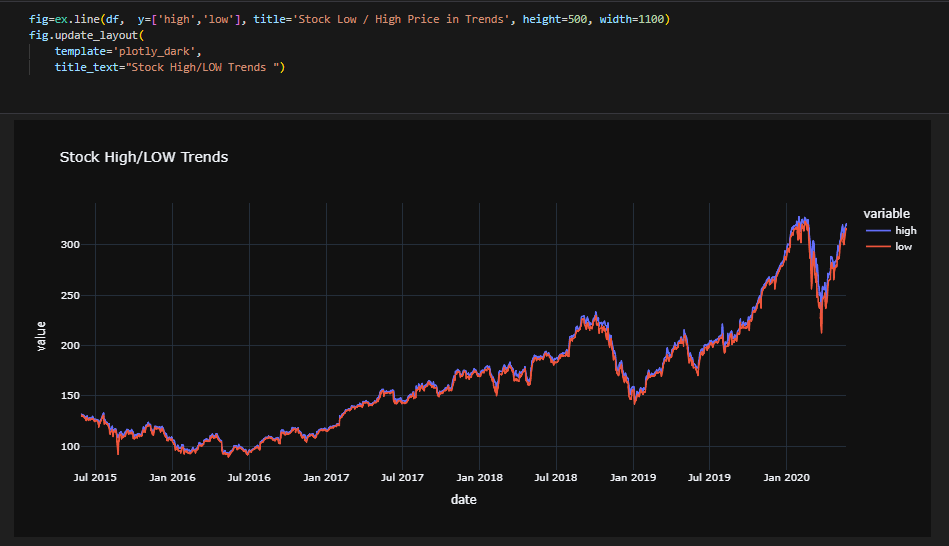 fig=ex.line(df,  y=['high','low'], title='Stock Low / High Price in Trends', height=500, width=1100)
fig.update_layout(
    template='plotly_dark',
    title_text="Stock High/LOW Trends ")
Stock High/LOW Trends
variable
high
low
300
250
200
150
100
value
Jul 2015 Jan 2016 Jul 2016 Jan 2017 Jul 2017 Jan 2018 Jul 2018 Jan 2019 Jul 2019 Jan 2020
date